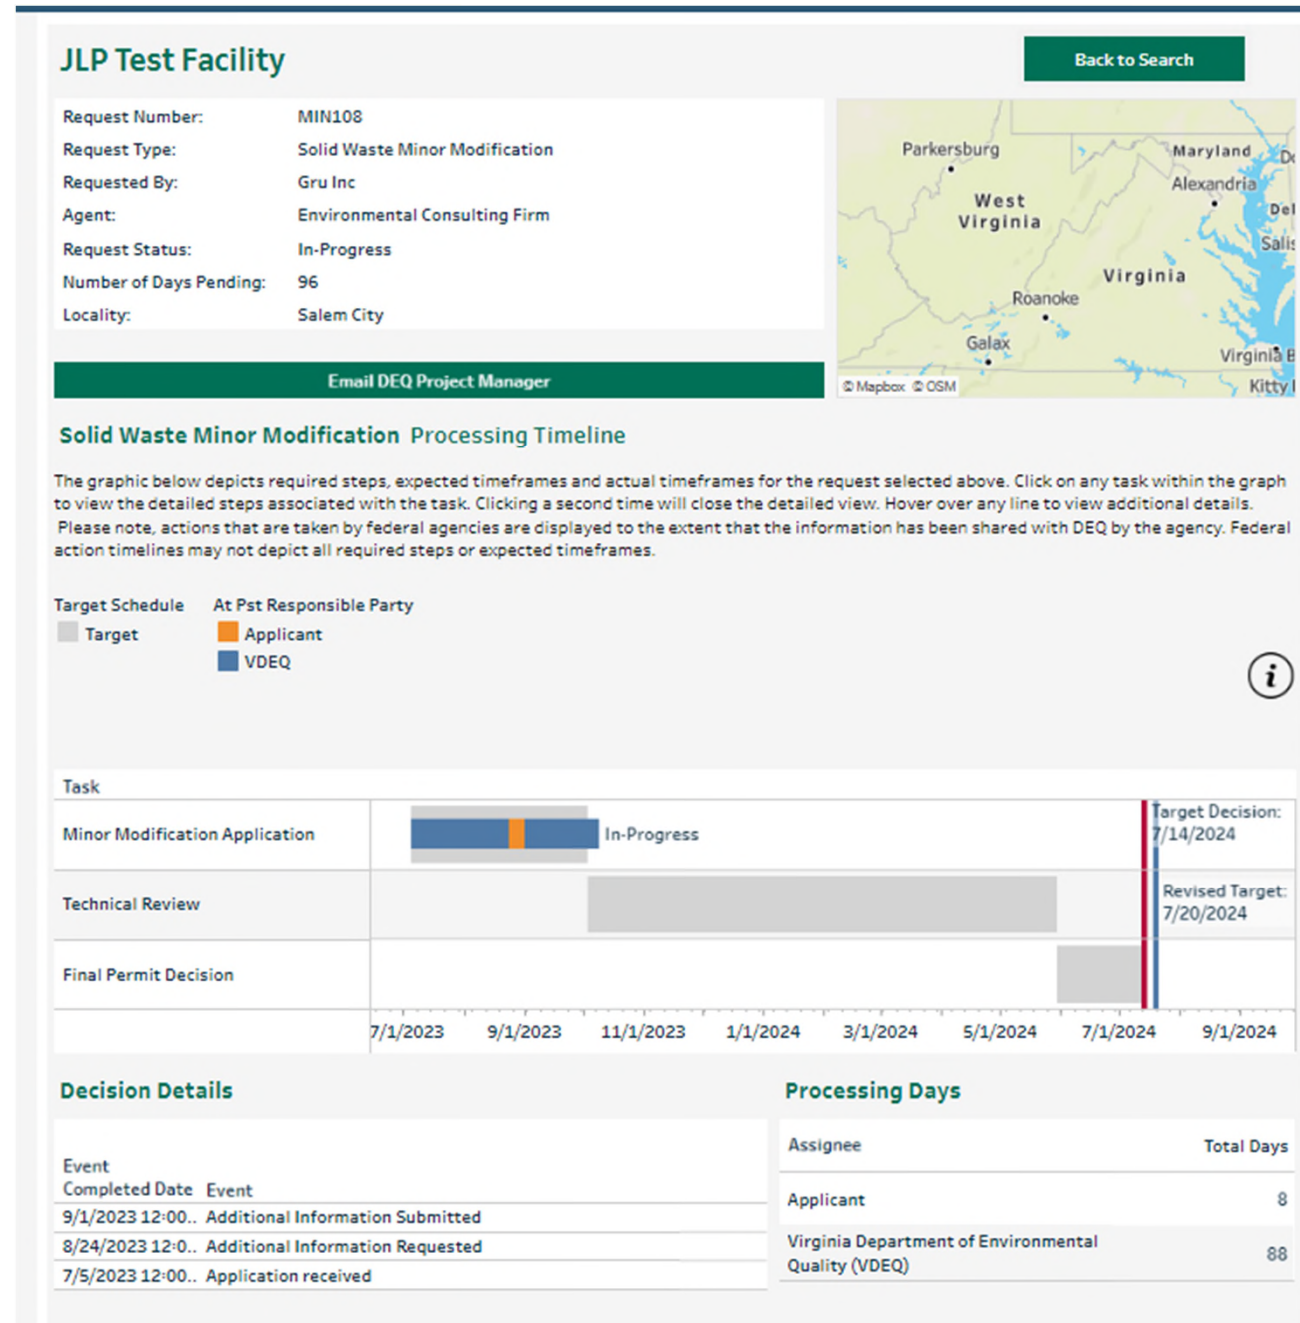 JLP Test Facility
Back to Search
Request Number: MIN108
Request Type: Solid Waste Minor Modification
Requested By: Gru Inc
Agent: Environmental Consulting Firm
Request Status: In-Progress
Number of Days Pending: 96
Locality: Salem City
Email DEQ Project Manager
Parkersburg
Maryland
Do
Alexandria
West
Virginia
Del
Salis
Virginia
Roanoke
Galax
Virginia B
Kitty
© Mapbox © OSM
Solid Waste Minor Modification Processing Timeline
The graphic below depicts required steps, expected timeframes and actual timeframes for the request selected above. Click on any task within the graph
to view the detailed steps associated with the task. Clicking a second time will close the detailed view. Hover over any line to view additional details.
Please note, actions that are taken by federal agencies are displayed to the extent that the information has been shared with DEQ by the agency. Federal
action timelines may not depict all required steps or expected timeframes.
Target Schedule At Pst Responsible Party
Target Applicant
VDEQ
i
Task
Minor Modification Application
In-Progress
Target Decision:
7/14/2024
Technical Review
Revised Target:
7/20/2024
Final Permit Decision
7/1/2023 9/1/2023 11/1/2023 1/1/2024 3/1/2024 5/1/2024 7/1/2024 9/1/2024
Decision Details
Event
Completed Date Event
9/1/2023 12:00.. Additional Information Submitted
8/24/2023 12:0.. Additional Information Requested
7/5/2023 12:00.. Application received
Processing Days
Assignee Total Days
Applicant 8
Virginia Department of Environmental
Quality (VDEQ) 88